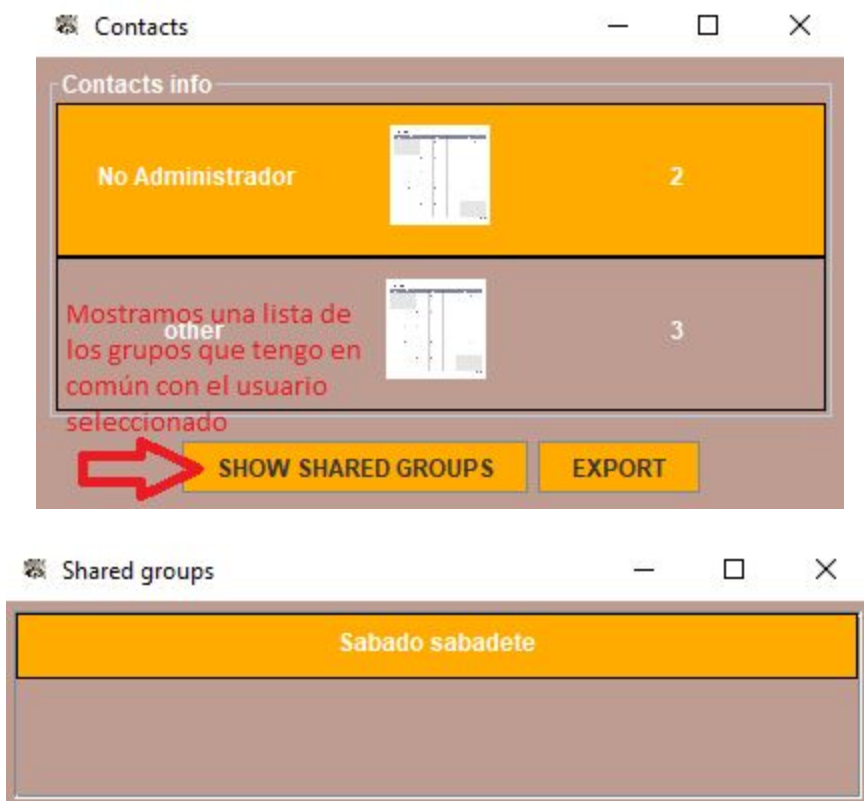 Contacts
Contacts info
No Administrador 2
Mostramos una lista de
other 3
los grupos que tengo en
común con el usuario
seleccionado
SHOW SHARED GROUPS EXPORT
Shared groups
Sabado sabadete